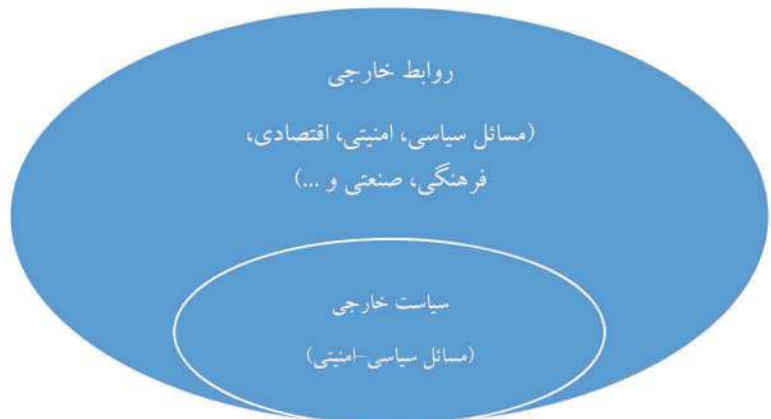 روابط خارجی
(مسائل سیاسی، امنیتی، اقتصادی،
فرهنگی، صنعتی و ...)
سیاست خارجی
(مسائل سیاسی-امنیتی)